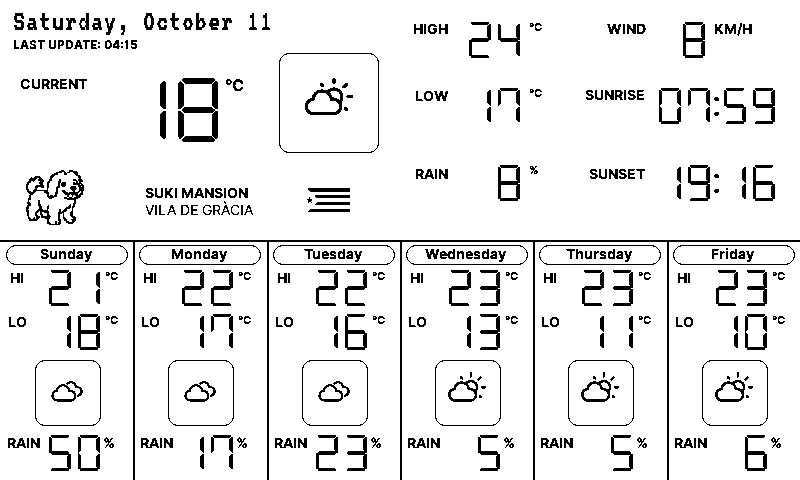 Saturday, October 11
LAST UPDATE: 04:15
CURRENT 18 °C
SUKI MANSION
VILA DE GRÀCIA
HIGH 24 °C
LOW 17 °C
RAIN 8 %
WIND 8 KM/H
SUNRISE 07:59
SUNSET 19:16
Sunday
HI 21 °C
LO 18 °C
RAIN 50 %
Monday
HI 22 °C
LO 17 °C
RAIN 17 %
Tuesday
HI 22 °C
LO 16 °C
RAIN 23 %
Wednesday
HI 23 °C
LO 13 °C
RAIN 5 %
Thursday
HI 23 °C
LO 11 °C
RAIN 5 %
Friday
HI 23 °C
LO 10 °C
RAIN 6 %